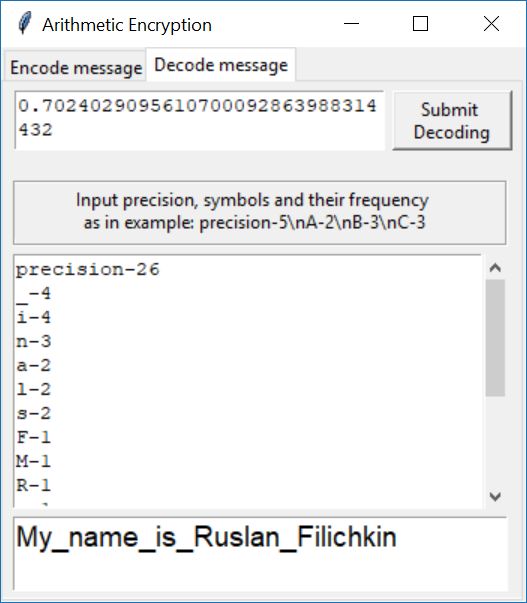 Arithmetic Encryption
Encode message
Decode message
0.7024029095610700092863988314
432
Submit
Decoding
Input precision, symbols and their frequency
as in example: precision-5\nA-2\nB-3\nC-3
precision-26
_-4
i-4
n-3
a-2
l-2
s-2
F-1
M-1
R-1
My_name_is_Ruslan_Filichkin